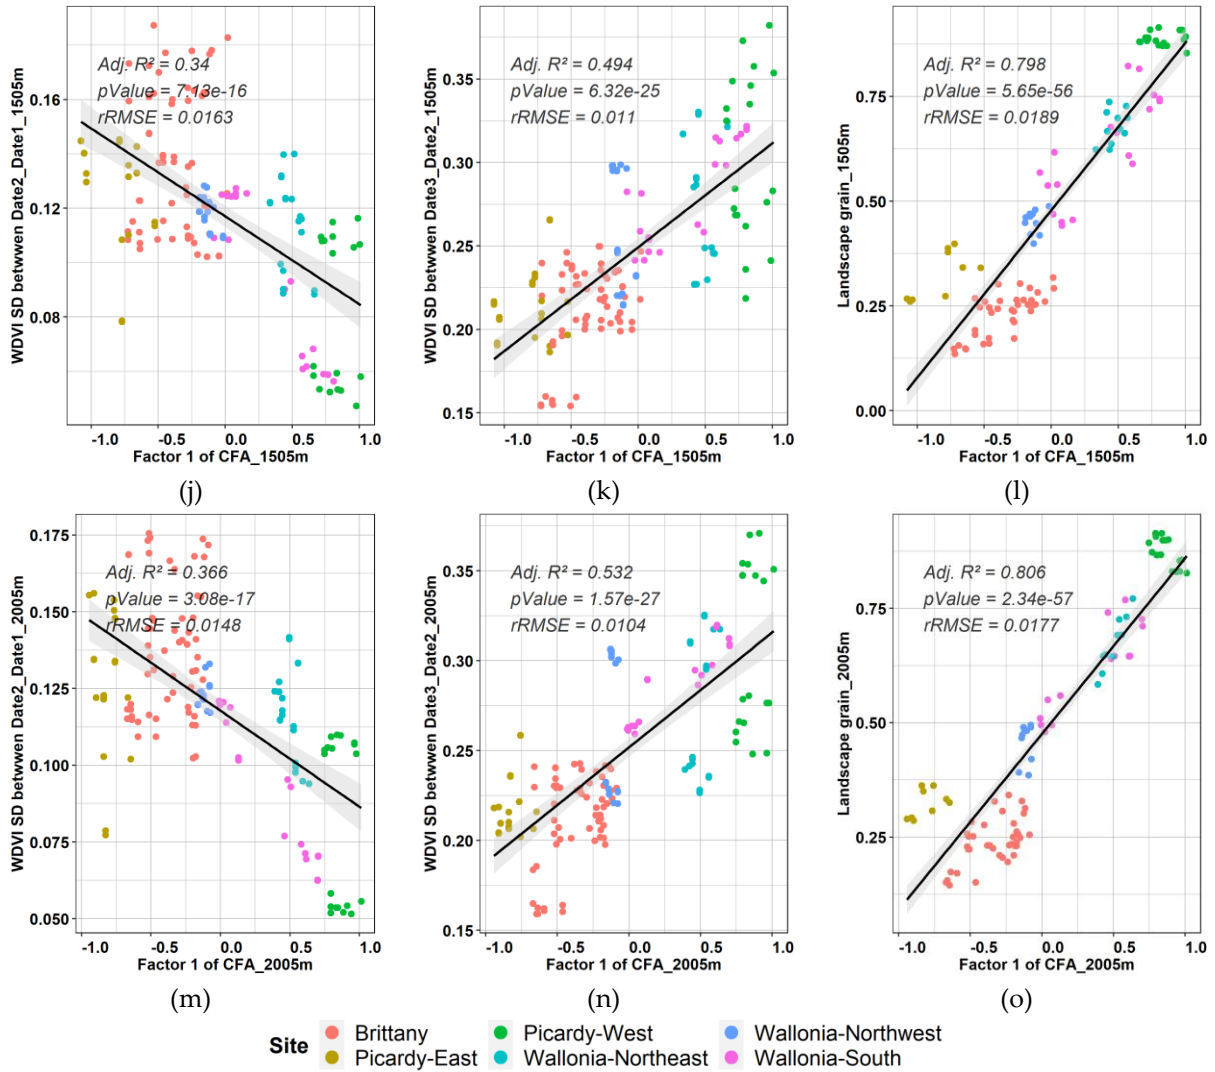 WDVI SD betwven Date2_Date1_1505m
0.16
0.12
0.08
Adj. R² = 0.34
pValue = 7.13e-16
rRMSE = 0.0163
-1.0 -0.5 0.0 0.5 1.0
Factor 1 of CFA_1505m
(j)
WDVI SD betwven Date3_Date2_1505m
0.35
0.30
0.25
0.20
0.15
Adj. R² = 0.494
pValue = 6.32e-25
rRMSE = 0.011
-1.0 -0.5 0.0 0.5 1.0
Factor 1 of CFA_1505m
(k)
Landscape grain_1505m
0.75
0.50
0.25
0.00
Adj. R² = 0.798
pValue = 5.65e-56
rRMSE = 0.0189
-1.0 -0.5 0.0 0.5 1.0
Factor 1 of CFA_1505m
(l)
WDVI SD betwven Date2_Date1_2005m
0.175
0.150
0.125
0.100
0.075
0.050
Adj. R² = 0.366
pValue = 3.08e-17
rRMSE = 0.0148
-1.0 -0.5 0.0 0.5 1.0
Factor 1 of CFA_2005m
(m)
WDVI SD betwven Date3_Date2_2005m
0.35
0.30
0.25
0.20
0.15
Adj. R² = 0.532
pValue = 1.57e-27
rRMSE = 0.0104
-1.0 -0.5 0.0 0.5 1.0
Factor 1 of CFA_2005m
(n)
Landscape grain_2005m
0.75
0.50
0.25
Adj. R² = 0.806
pValue = 2.34e-57
rRMSE = 0.0177
-1.0 -0.5 0.0 0.5 1.0
Factor 1 of CFA_2005m
(o)
Site
Brittany Picardy-West Wallonia-Northwest
Picardy-East Wallonia-Northeast Wallonia-South